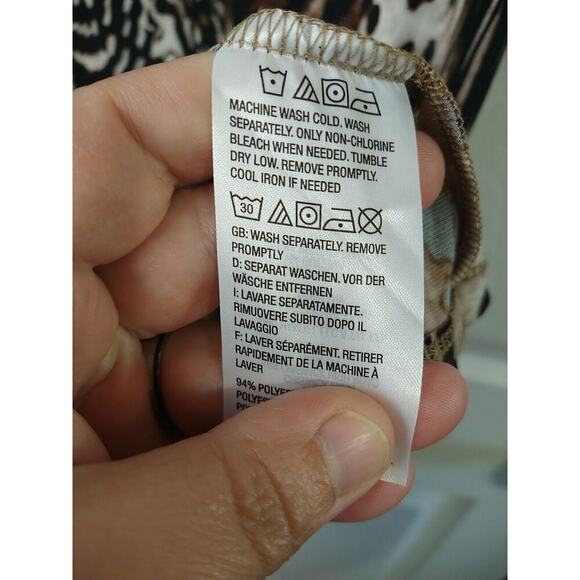 MACHINE WASH COLD. WASH
SEPARATELY. ONLY NON-CHLORINE
BLEACH WHEN NEEDED. TUMBLE
DRY LOW. REMOVE PROMPTLY.
COOL IRON IF NEEDED
30
GB: WASH SEPARATELY. REMOVE
PROMPTLY
D: SEPARAT WASCHEN. VOR DER
WÄSCHE ENTFERNEN
I: LAVARE SEPARATAMENTE.
RIMUOVERE SUBITO DOPO IL
LAVAGGIO
F: LAVER SÉPARÉMENT. RETIRER
RAPIDEMENT DE LA MACHINE À
LAVER
94%